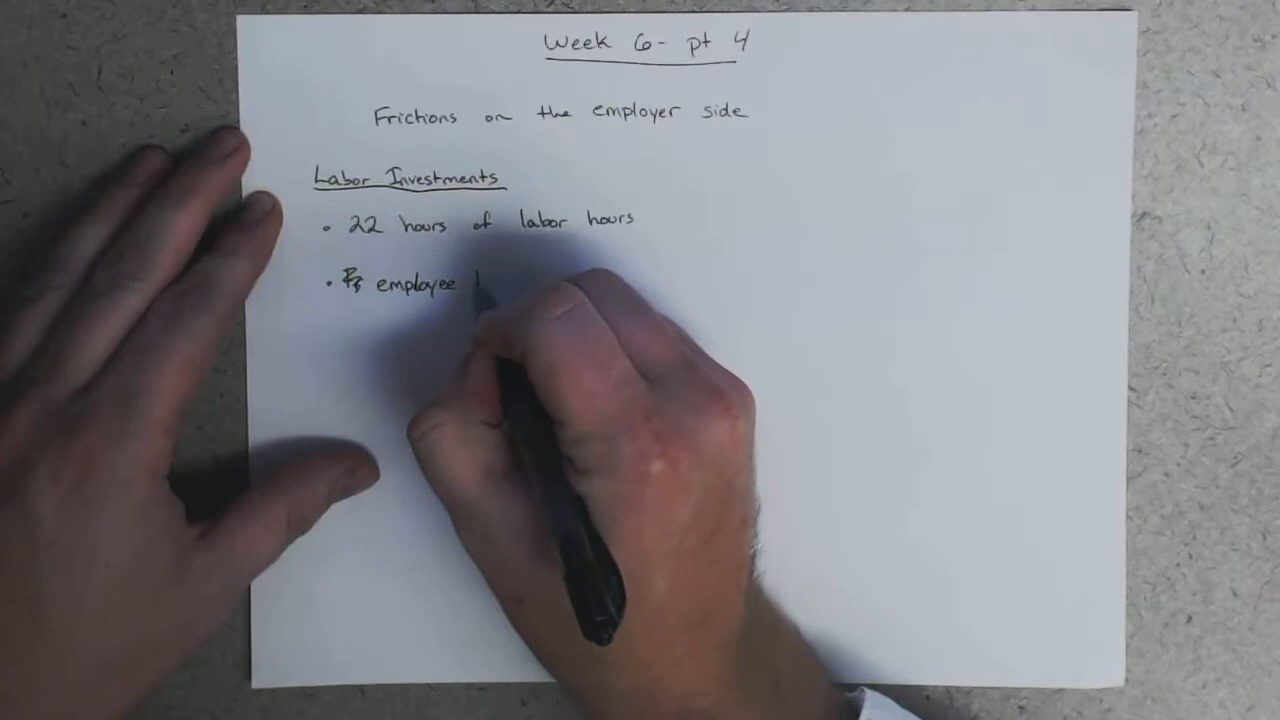 Week 6- pt 4
Frictions on the employer side
Labor Investments
• 22 hours of labor hours
• employee